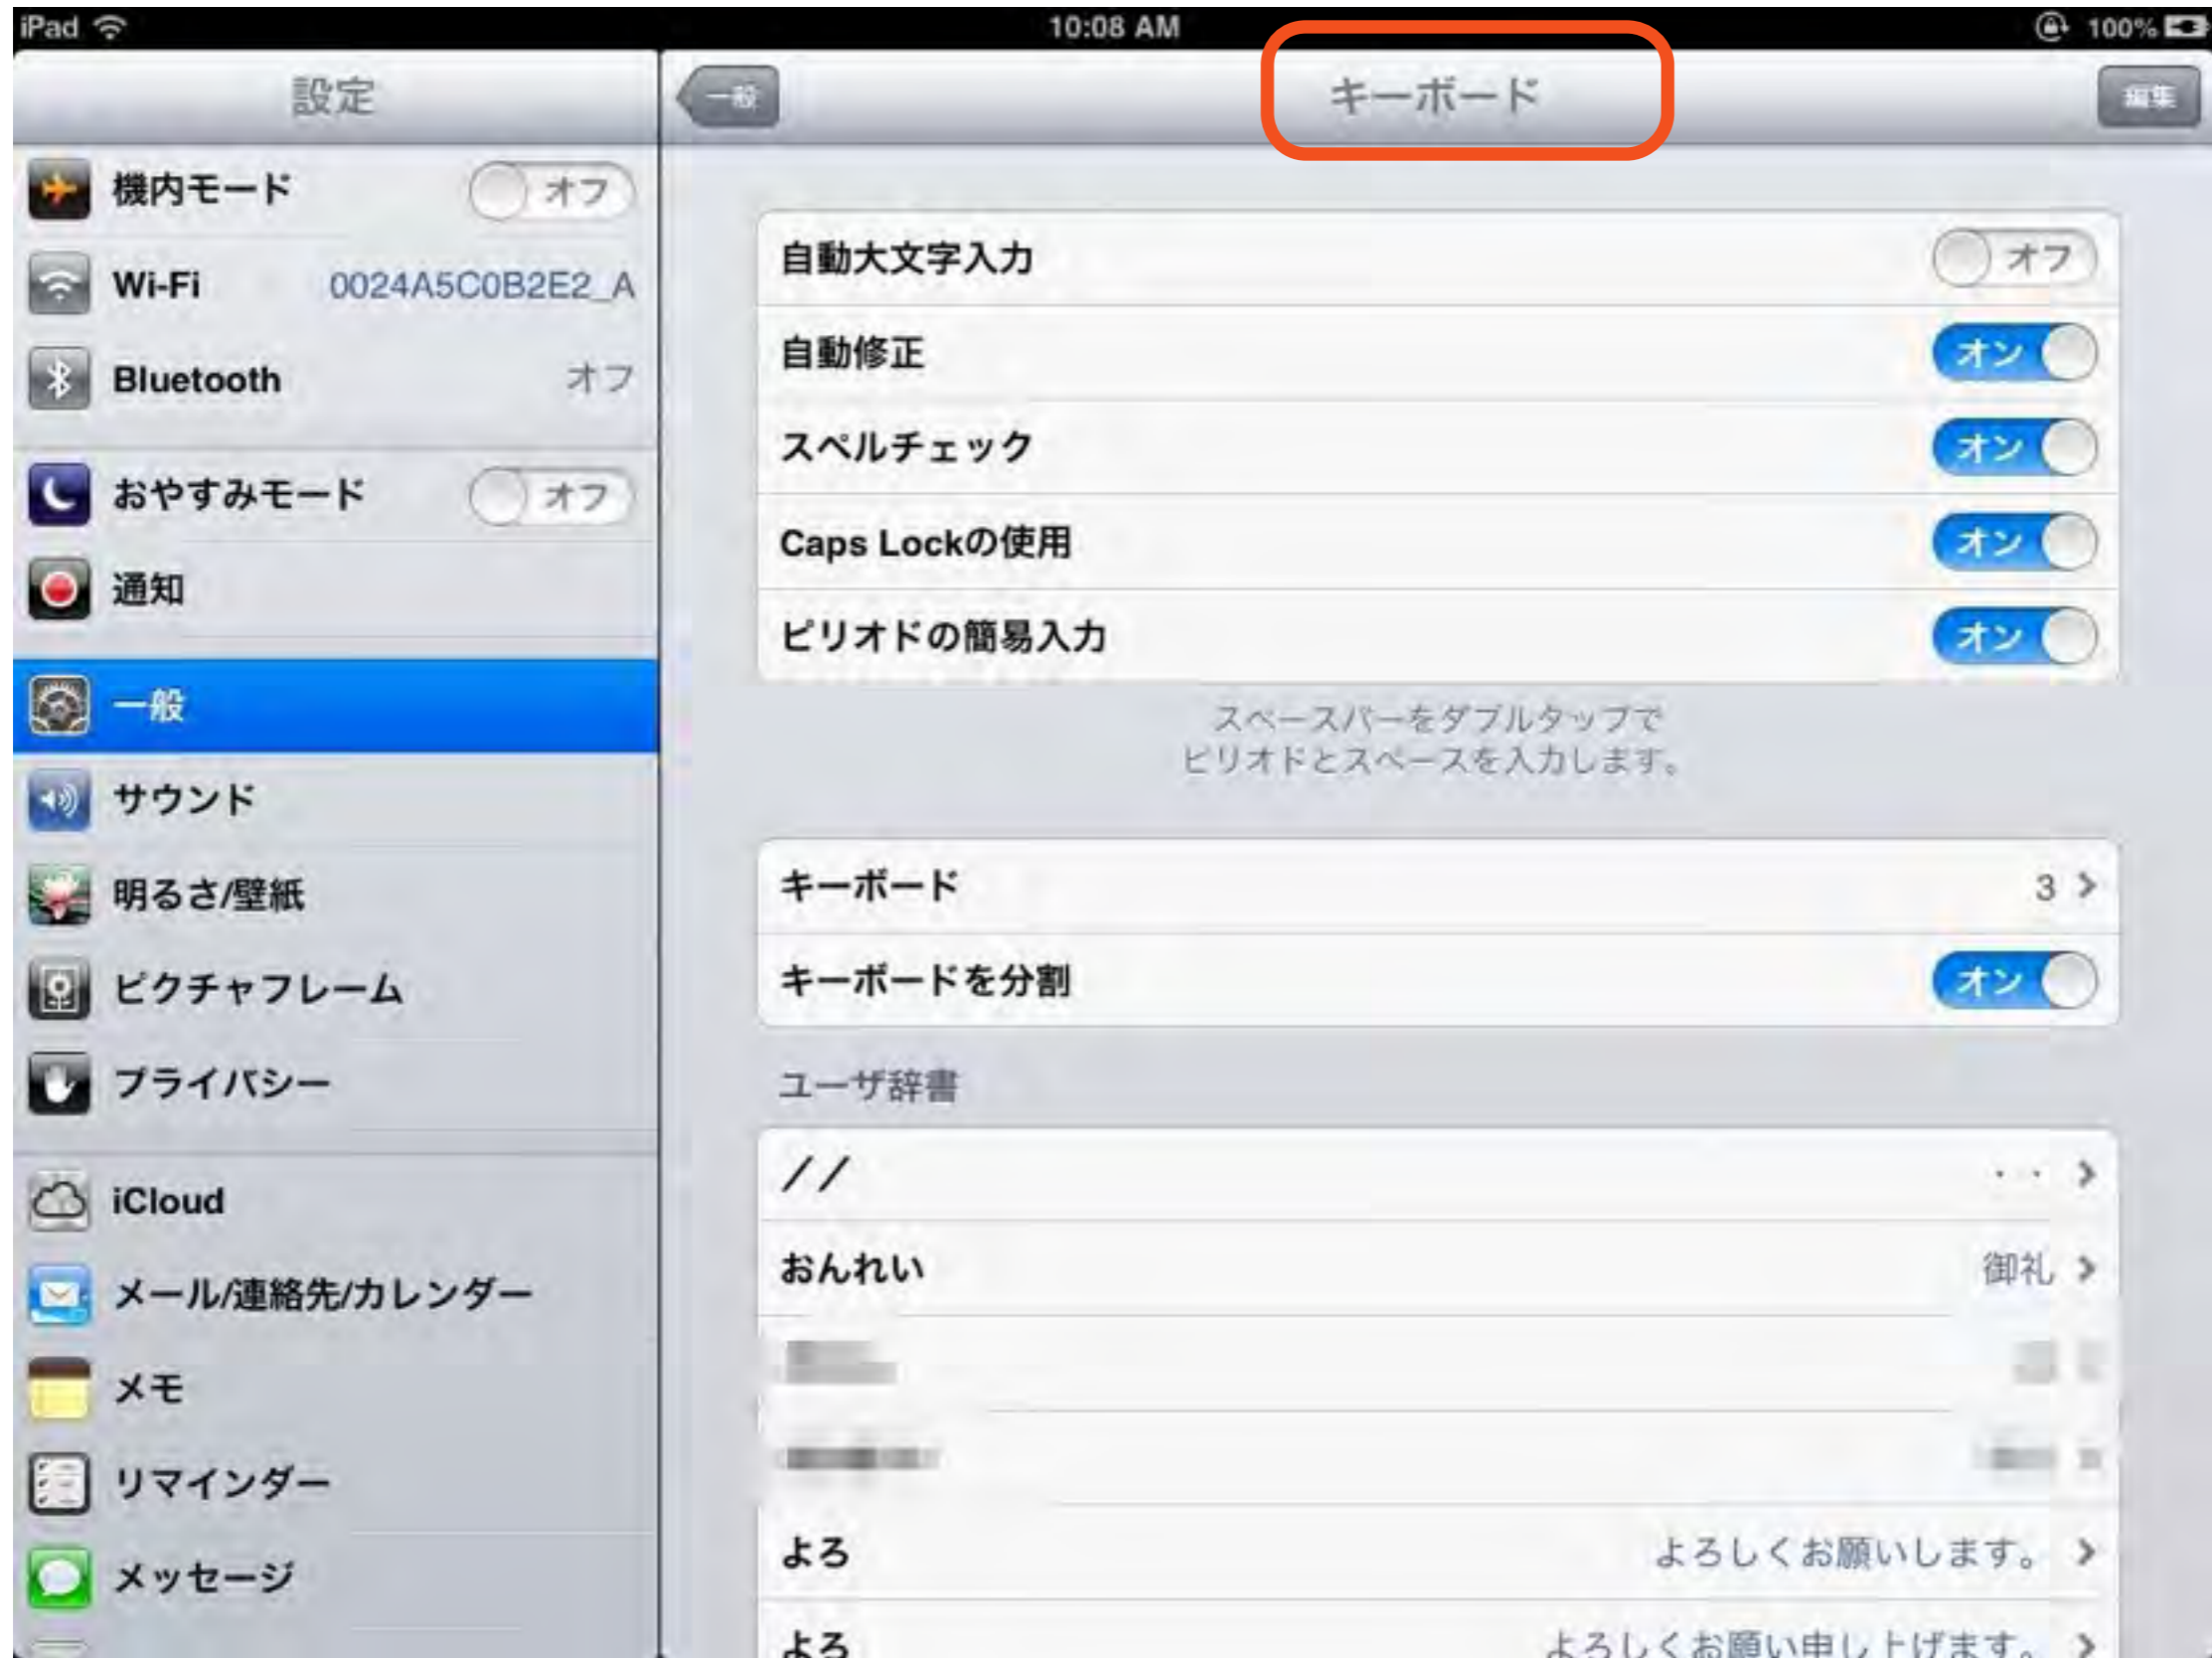 iPad
10:08 AM
100%
設定
一般
キーボード
編集
機内モード
オフ
Wi-Fi
0024A5C0B2E2_A
Bluetooth
オフ
おやすみモード
オフ
通知
一般
サウンド
明るさ/壁紙
ピクチャフレーム
プライバシー
iCloud
メール/連絡先/カレンダー
メモ
リマインダー
メッセージ
自動大文字入力
オフ
自動修正
オン
スペルチェック
オン
Caps Lockの使用
オン
ピリオドの簡易入力
オン
スペースバーをダブルタップで
ピリオドとスペースを入力します。
キーボード
3
キーボードを分割
オン
ユーザ辞書
//
・・
おんれい
御礼
よろ
よろしくお願いします。
よろ
よろしくお願い申し上げます。